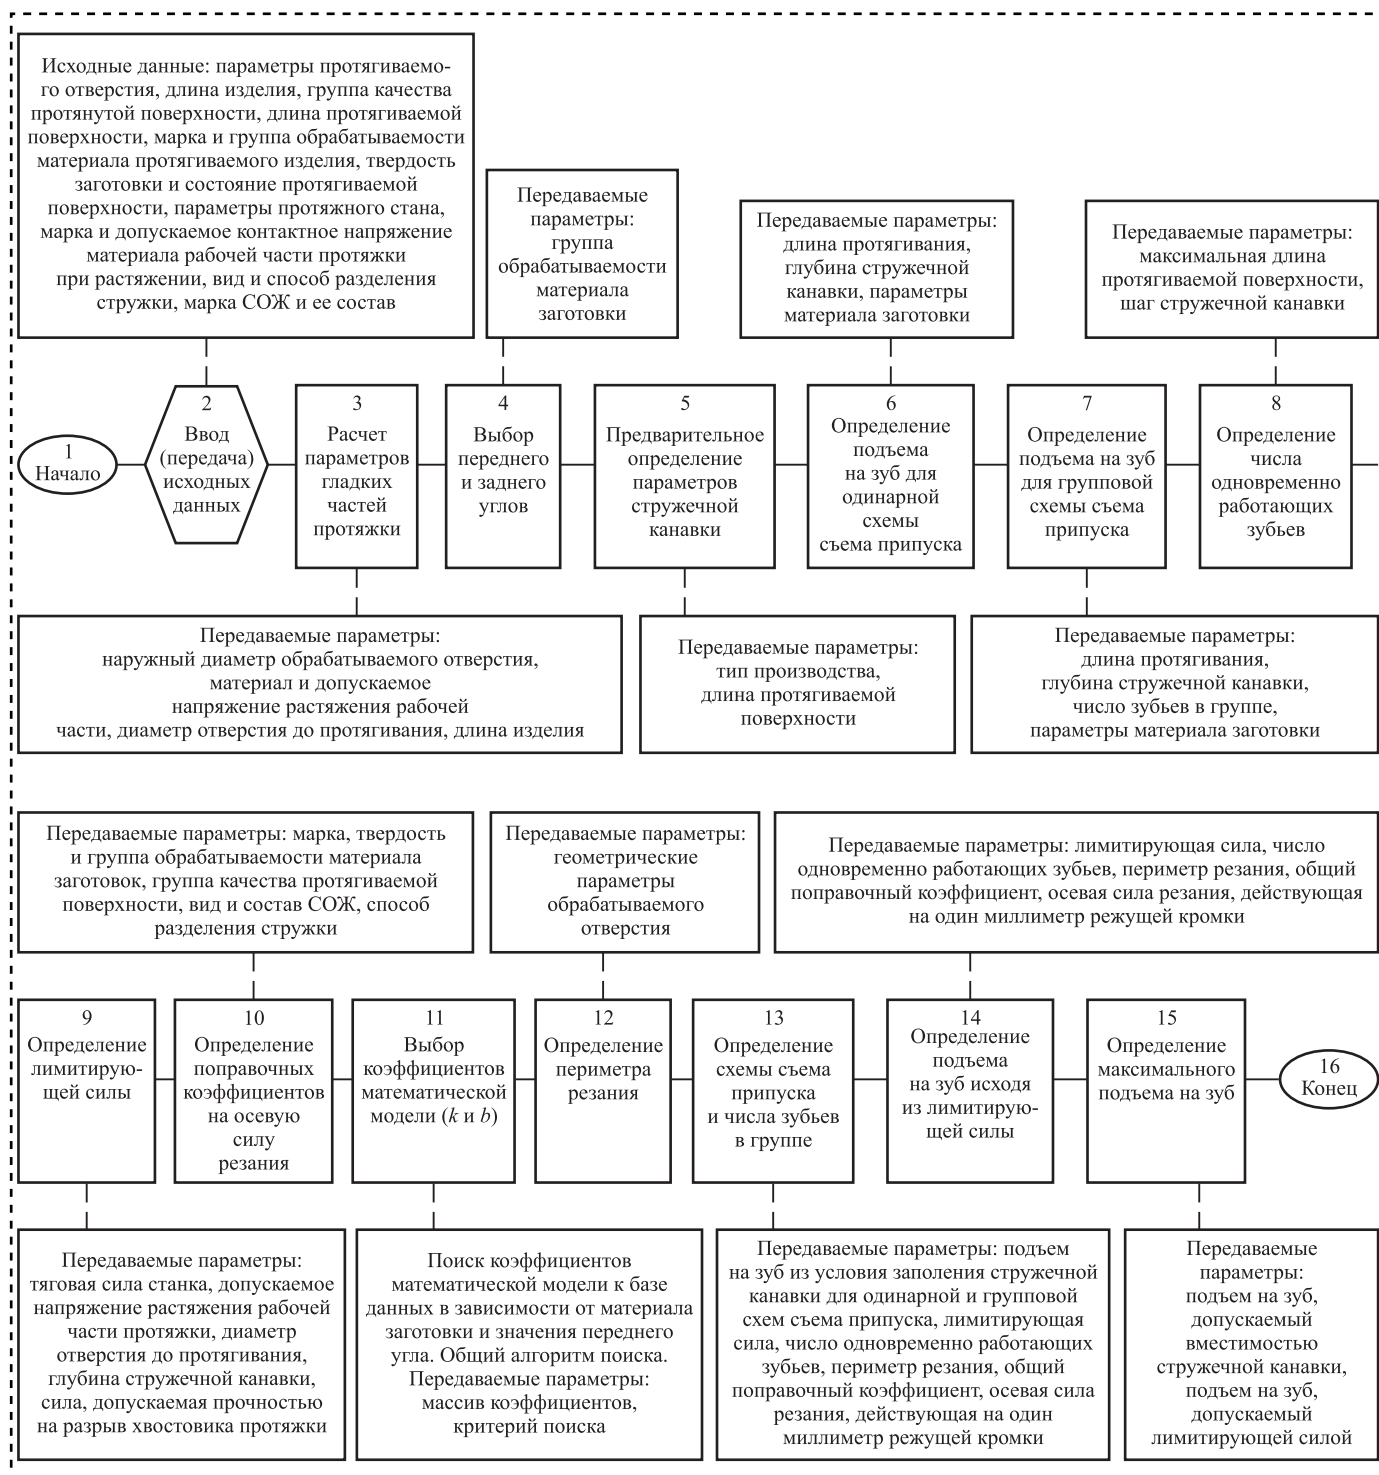 Исходные данные: параметры протягиваемо-
го отверстия, длина изделия, группа качества
протянутой поверхности, длина протягиваемой
поверхности, марка и группа обрабатываемости
материала протягиваемого изделия, твердость
заготовки и состояние протягиваемой
поверхности, параметры протяжного стана,
марка и допускаемое контактное напряжение
материала рабочей части протяжки
при растяжении, вид и способ разделения
стружки, марка СОЖ и ее состав
Передаваемые
параметры:
группа
обрабатываемости
материала
заготовки
Передаваемые параметры:
длина протягивания,
глубина стружечной
канавки, параметры
материала заготовки
Передаваемые параметры:
максимальная длина
протягиваемой поверхности,
шаг стружечной канавки
1
Начало
2
Ввод
(передача)
исходных
данных
3
Расчет
параметров
гладких
частей
протяжки
4
Выбор
переднего
и заднего
углов
5
Предварительное
определение
параметров
стружечной
канавки
6
Определение
подъема
на зуб для
одинарной
схемы
съема припуска
7
Определение
подъема на зуб
для групповой
схемы съема
припуска
8
Определение
числа
одновременно
работающих
зубьев
Передаваемые параметры:
наружный диаметр обрабатываемого отверстия,
материал и допускаемое
напряжение растяжения рабочей
части, диаметр отверстия до протягивания, длина изделия
Передаваемые параметры:
тип производства,
длина протягиваемой
поверхности
Передаваемые параметры:
длина протягивания,
глубина стружечной канавки,
число зубьев в группе,
параметры материала заготовки
Передаваемые параметры: марка, твердость
и группа обрабатываемости материала
заготовок, группа качества протягиваемой
поверхности, вид и состав СОЖ, способ
разделения стружки
Передаваемые параметры:
геометрические
параметры
обрабатываемого
отверстия
Передаваемые параметры: лимитирующая сила, число
одновременно работающих зубьев, периметр резания, общий
поправочный коэффициент, осевая сила резания, действующая
на один миллиметр режущей кромки
9
Определение
лимитирую-
щей силы
10
Определение
поправочных
коэффициентов
на осевую
силу
резания
11
Выбор
коэффициентов
математической
модели (k и b)
12
Определение
периметра
резания
13
Определение
схемы съема
припуска
и числа зубьев
в группе
14
Определение
подъема
на зуб исходя
из лимитирую-
щей силы
15
Определение
максимального
подъема на зуб
16
Конец
Передаваемые параметры:
тяговая сила станка, допускаемое
напряжение растяжения рабочей
части протяжки, диаметр
отверстия до протягивания,
глубина стружечной канавки,
сила, допускаемая прочностью
на разрыв хвостовика протяжки
Поиск коэффициентов
математической модели к базе
данных в зависимости от материала
заготовки и значения переднего
угла. Общий алгоритм поиска.
Передаваемые параметры:
массив коэффициентов,
критерий поиска
Передаваемые параметры: подъем
на зуб из условия заполения стружечной
канавки для одинарной и групповой
схем съема припуска, лимитирующая
сила, число одновременно работающих
зубьев, периметр резания, общий
поправочный коэффициент, осевая сила
резания, действующая на один
миллиметр режущей кромки
Передаваемые
параметры:
подъем на зуб,
допускаемый
вместимостью
стружечной канавки,
подъем на зуб,
допускаемый
лимитирующей силой